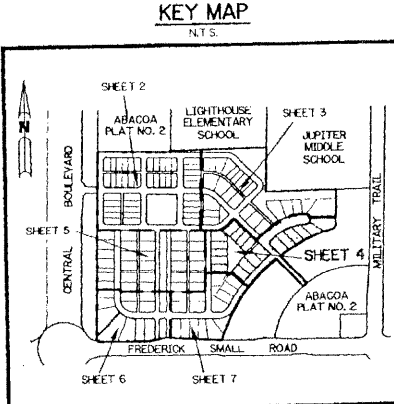 KEY MAP
N.T.S.
SHEET 2
ABACOA
PLAT NO. 2
LIGHTHOUSE
ELEMENTARY
SCHOOL
SHEET 3
JUPITER
MIDDLE
SCHOOL
N
CENTRAL BOULEVARD
MILITARY TRAIL
SHEET 5
SHEET 4
ABACOA
PLAT NO. 2
FREDERICK SMALL ROAD
SHEET 6
SHEET 7